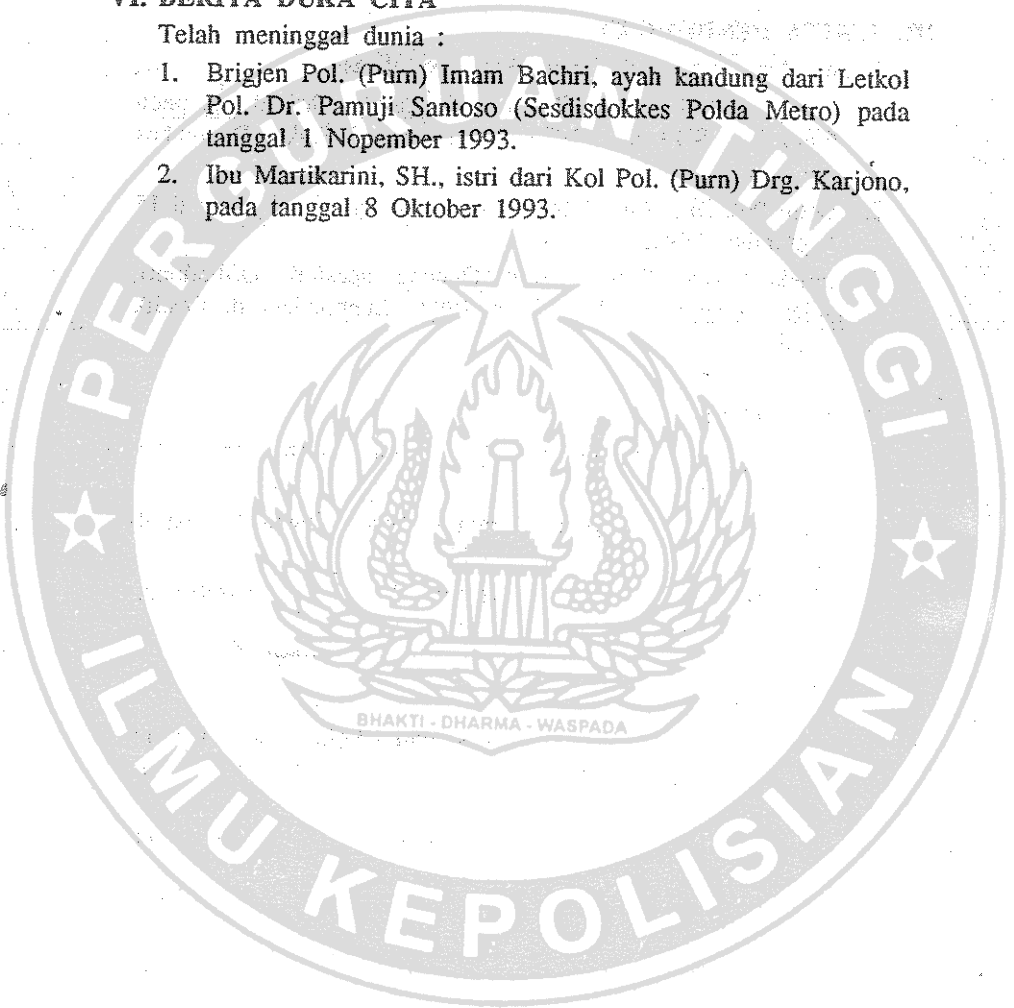 VI. BERITA DUKA CITA
Telah meninggal dunia :
1. Brigjen Pol. (Purn) Imam Bachri, ayah kandung dari Letkol
Pol. Dr. Pamuji Santoso (Sesdisdokkes Polda Metro) pada
tanggal 1 Nopember 1993.
2. Ibu Martikarini, SH., istri dari Kol Pol. (Purn) Drg. Karjono,
pada tanggal 8 Oktober 1993.
PERGURUAN TINGGI
BHAKTI - DHARMA - WASPADA
ILMU KEPOLISIAN